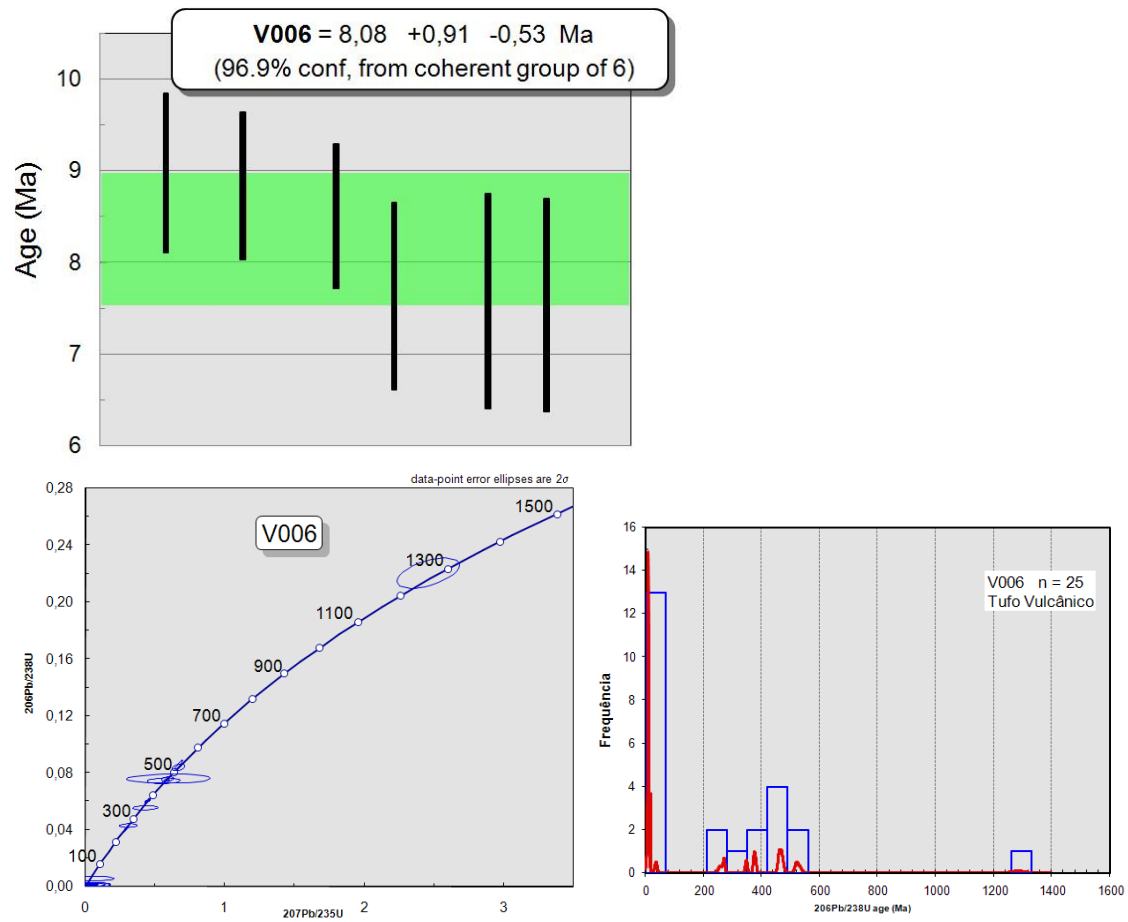 V006 = 8,08 +0,91 -0,53 Ma
(96.9% conf, from coherent group of 6)
Age (Ma)
10
9
8
7
6
data-point error ellipses are 2σ
V006
206Pb/238U
0,28
0,24
0,20
0,16
0,12
0,08
0,04
0,00
100
300
500
700
900
1100
1300
1500
0 1 2 3
207Pb/235U
V006 n = 25
Tufo Vulcânico
Frequência
16
14
12
10
8
6
4
2
0
0 200 400 600 800 1000 1200 1400 1600
206Pb/238U age (Ma)